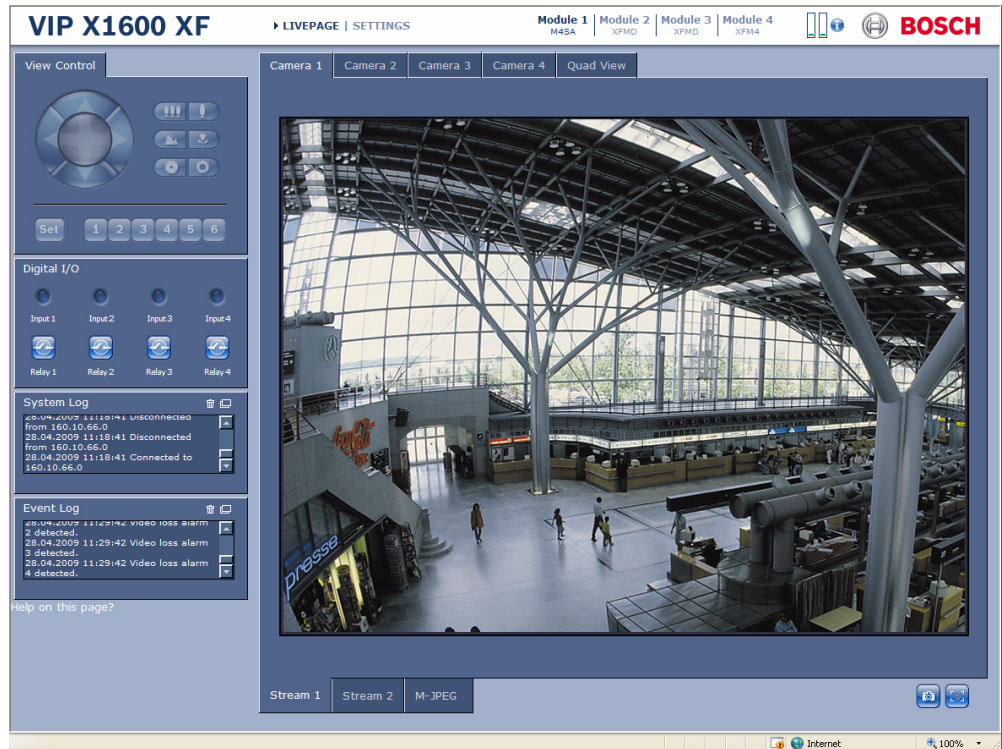 VIP X1600 XF
LIVEPAGE | SETTINGS
Module 1 | Module 2 | Module 3 | Module 4
M4SA XFMD XFMD XFM4
BOSCH
View Control
Camera 1 Camera 2 Camera 3 Camera 4 Quad View
Set 1 2 3 4 5 6
Digital I/O
Input 1 Input 2 Input 3 Input 4
Relay 1 Relay 2 Relay 3 Relay 4
System Log
28.04.2009 11:18:41 Disconnected
from 160.10.66.0
28.04.2009 11:18:41 Disconnected
from 160.10.66.0
28.04.2009 11:18:41 Connected to
160.10.66.0
Event Log
28.04.2009 11:29:42 Video loss alarm
2 detected.
28.04.2009 11:29:42 Video loss alarm
3 detected.
28.04.2009 11:29:42 Video loss alarm
4 detected.
Help on this page?
Coca-Cola
presse
Stream 1 Stream 2 M-JPEG
Internet
100%